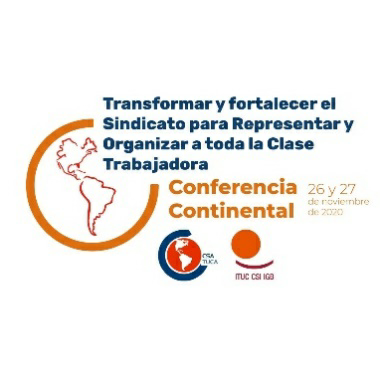 Transformar y fortalecer el
Sindicato para Representar y
Organizar a toda la Clase
Trabajadora
Conferencia
Continental
26 y 27
de noviembre
de 2020
CSA
TUCA
ITUC CSI IGB